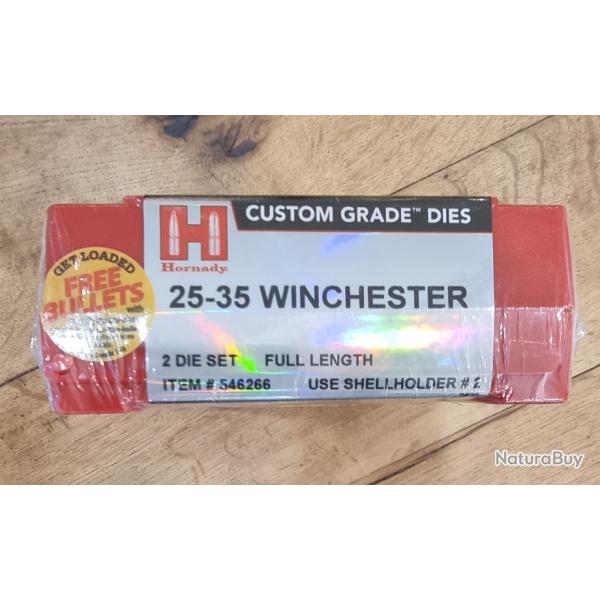 CUSTOM GRADE™ DIES
H
Hornady
25-35 WINCHESTER
2 DIE SET FULL LENGTH
ITEM # 546266 USE SHELLHOLDER # 2
GET LOADED
FREE
BULLETS
with
NaturaBuy